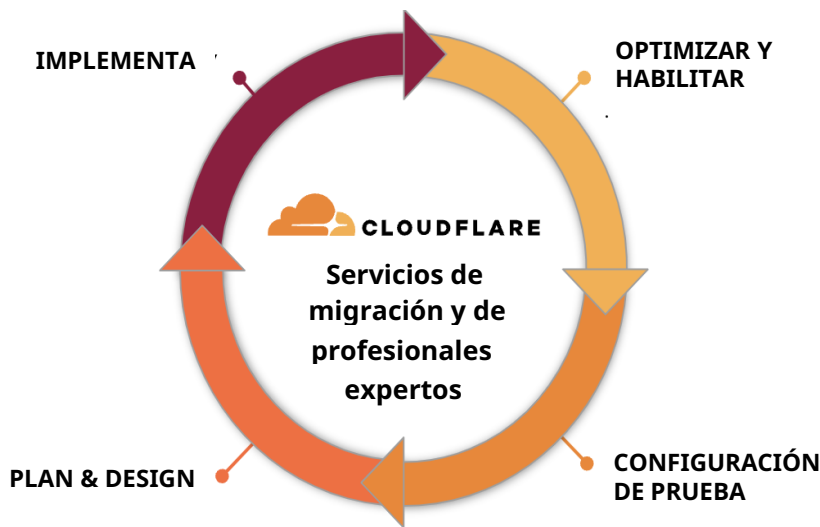 IMPLEMENTA
OPTIMIZAR Y
HABILITAR
CLOUDFLARE
Servicios de
migración y de
profesionales
expertos
PLAN & DESIGN
CONFIGURACIÓN
DE PRUEBA